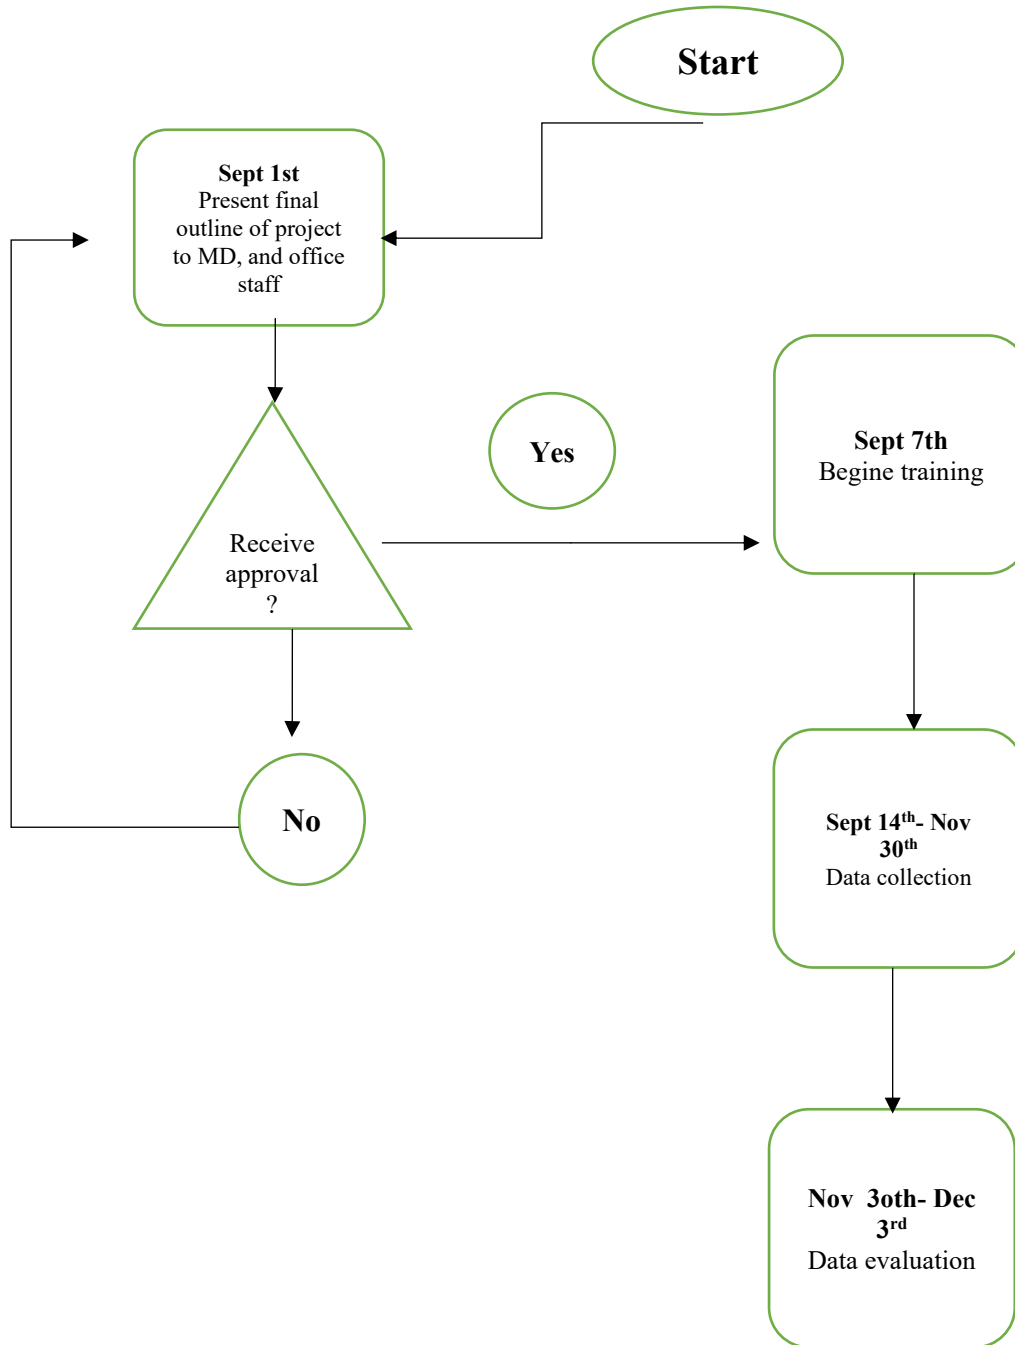 Start
Sept 1st
Present final
outline of project
to MD, and office
staff
Receive
approval
?
Yes
No
Sept 7th
Begine training
Sept 14th- Nov
30th
Data collection
Nov  3oth- Dec
3rd
Data evaluation